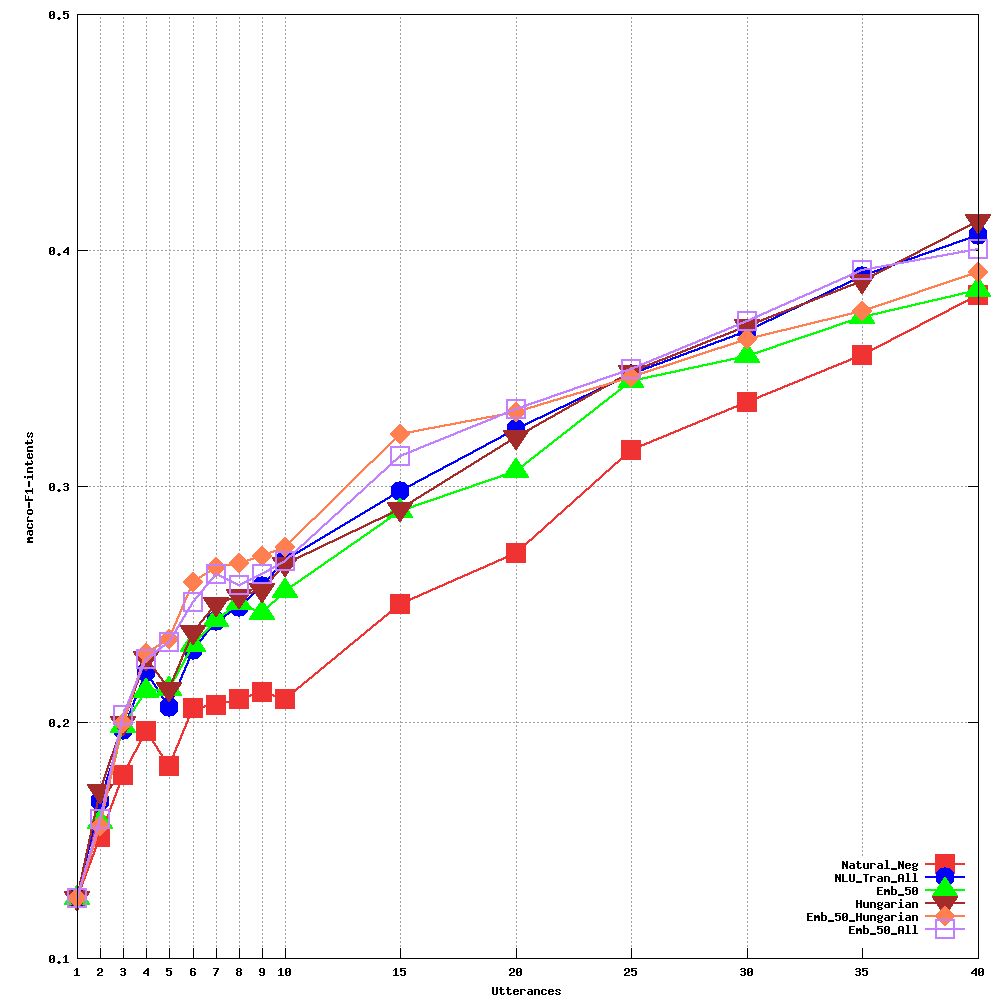 0.5
0.4
0.3
0.2
0.1
macro-F1-intents
Natural_Neg
NLU_Tran_All
Emb_50
Hungarian
Emb_50_Hungarian
Emb_50_All
1 2 3 4 5 6 7 8 9 10 15 20 25 30 35 40
Utterances